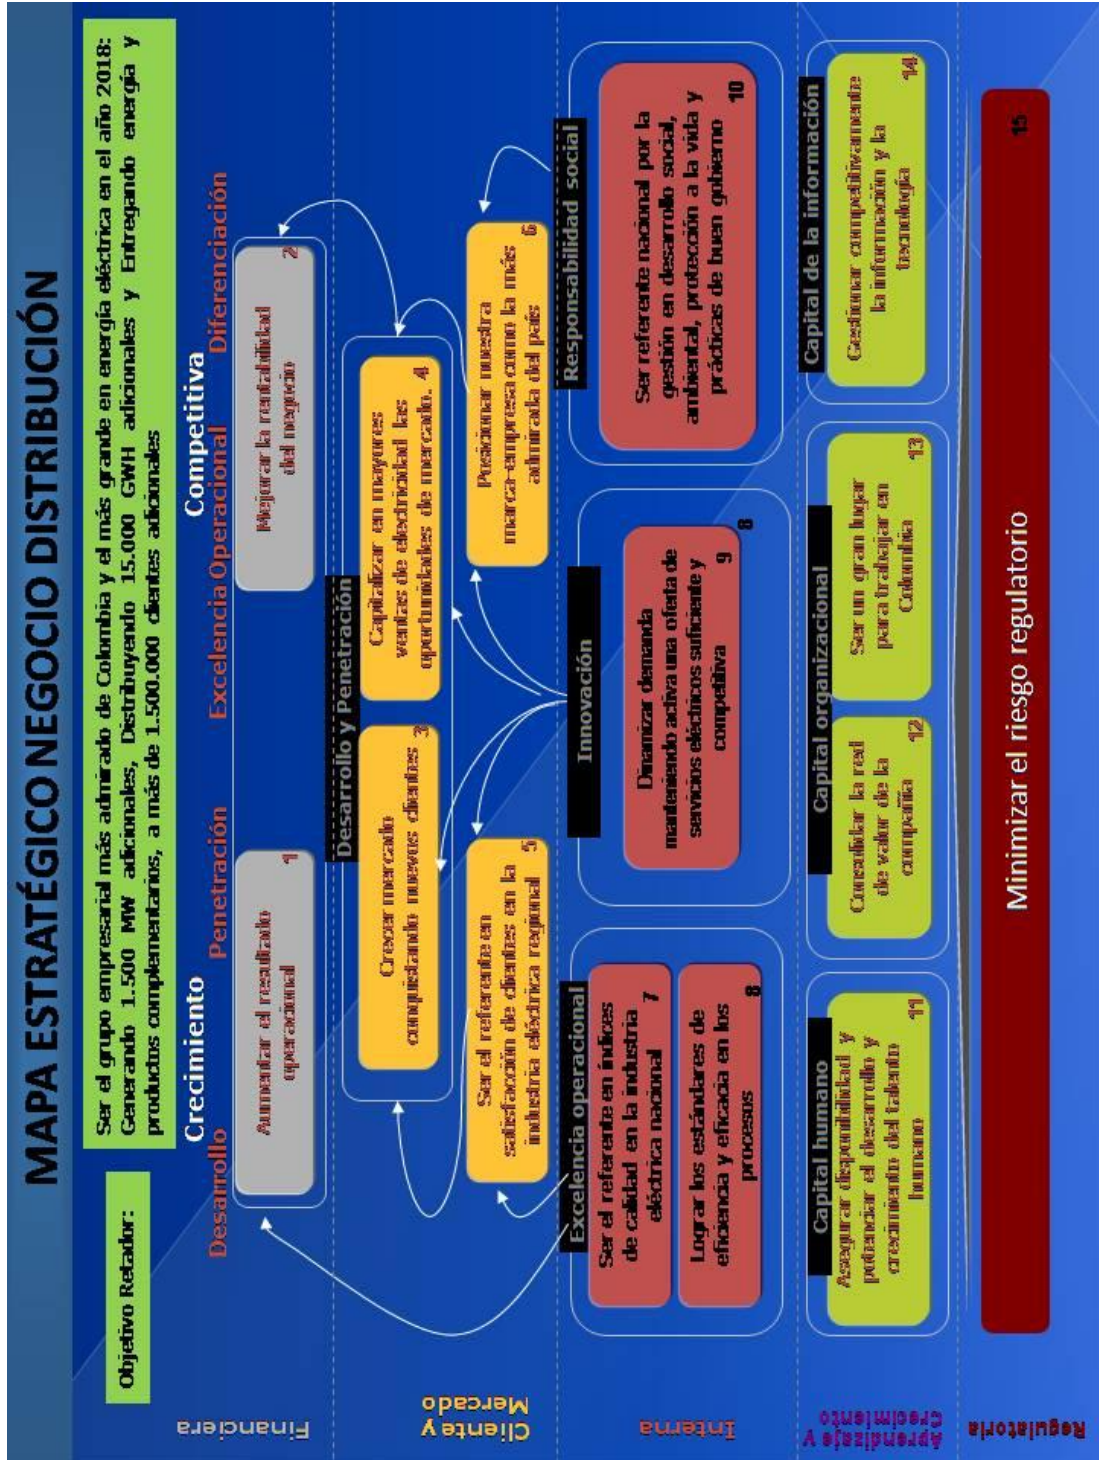 MAPA ESTRATÉGICO NEGOCIO DISTRIBUCIÓN
Objetivo Retador:
Ser el grupo empresarial más admirado de Colombia y el más grande en energía eléctrica en el año 2018:
Generando 1.500 MW adicionales, Distribuyendo 15.000 GWH adicionales y Entregando energía y
productos complementarios, a más de 1.500.000 clientes adicionales
Crecimiento
Competitiva
Desarrollo
Penetración
Excelencia Operacional
Diferenciación
Financiera
Aumentar el resultado
operacional
1
Mejorar la rentabilidad
del negocio
2
Cliente y
Mercado
Desarrollo y Penetración
Crecer mercado
conquistando nuevos clientes
3
Capitalizar en mayores
ventas de electricidad las
oportunidades de mercado.
4
Ser el referente en
satisfacción de clientes en la
industria eléctrica regional
5
Posicionar nuestra
marca-empresa como la más
admirada del país
6
Interna
Excelencia operacional
Ser el referente en índices
de calidad en la industria
eléctrica nacional
7
Lograr los estándares de
eficiencia y eficacia en los
procesos
8
Innovación
Dinamizar demanda
manteniendo activa una oferta de
servicios eléctricos suficiente y
competitiva
9
8
Responsabilidad social
Ser referente nacional por la
gestión en desarrollo social,
ambiental, protección a la vida y
prácticas de buen gobierno
10
Aprendizaje y
Crecimiento
Capital humano
Asegurar disponibilidad y
potenciar el desarrollo y
crecimiento del talento
humano
11
Capital organizacional
Consolidar la red
de valor de la
compañía
12
Ser un gran lugar
para trabajar en
Colombia
13
Capital de la información
Gestionar competitivamente
la información y la
tecnología
14
Regulatoria
Minimizar el riesgo regulatorio
15